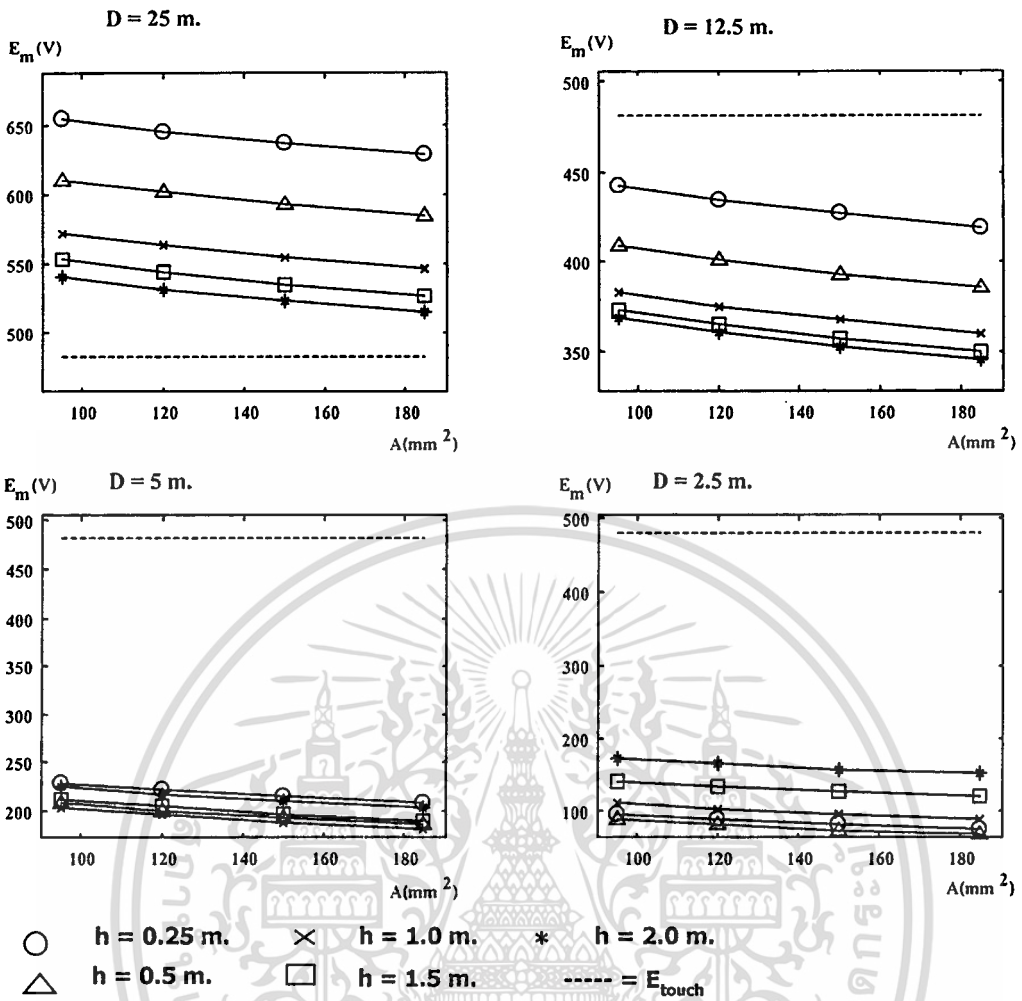 D = 25 m.
E_m (V)
650
600
550
500
100 120 140 160 180
A(mm ²)
D = 12.5 m.
E_m (V)
500
450
400
350
100 120 140 160 180
A(mm ²)
E_m (V) D = 5 m.
500
450
400
350
300
250
200
100 120 140 160 180
A(mm ²)
E_m (V) D = 2.5 m.
500
400
300
200
100
100 120 140 160 180
A(mm ²)
h = 0.25 m. h = 1.0 m. h = 2.0 m.
h = 0.5 m. h = 1.5 m. ------ = E_touch